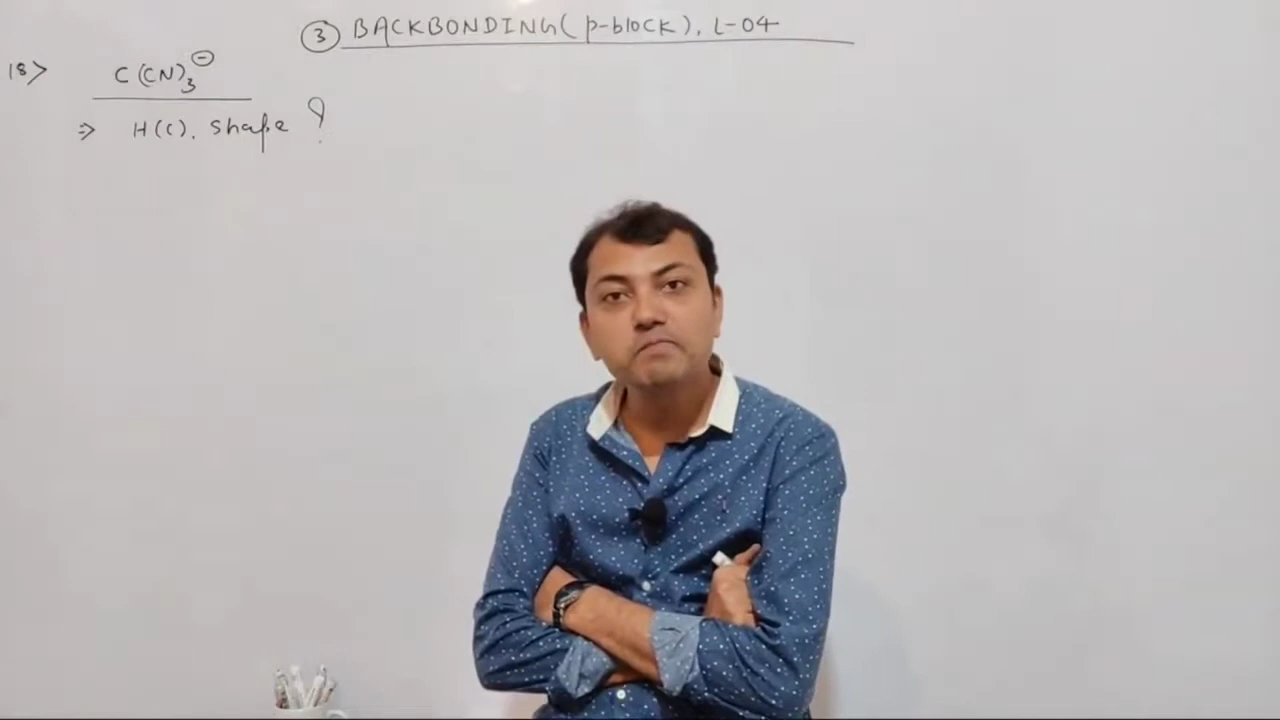 ③ BACKBONDING (p-block). L-04
18> C(CN)₃⊖
⇒ H(C). Shape ?